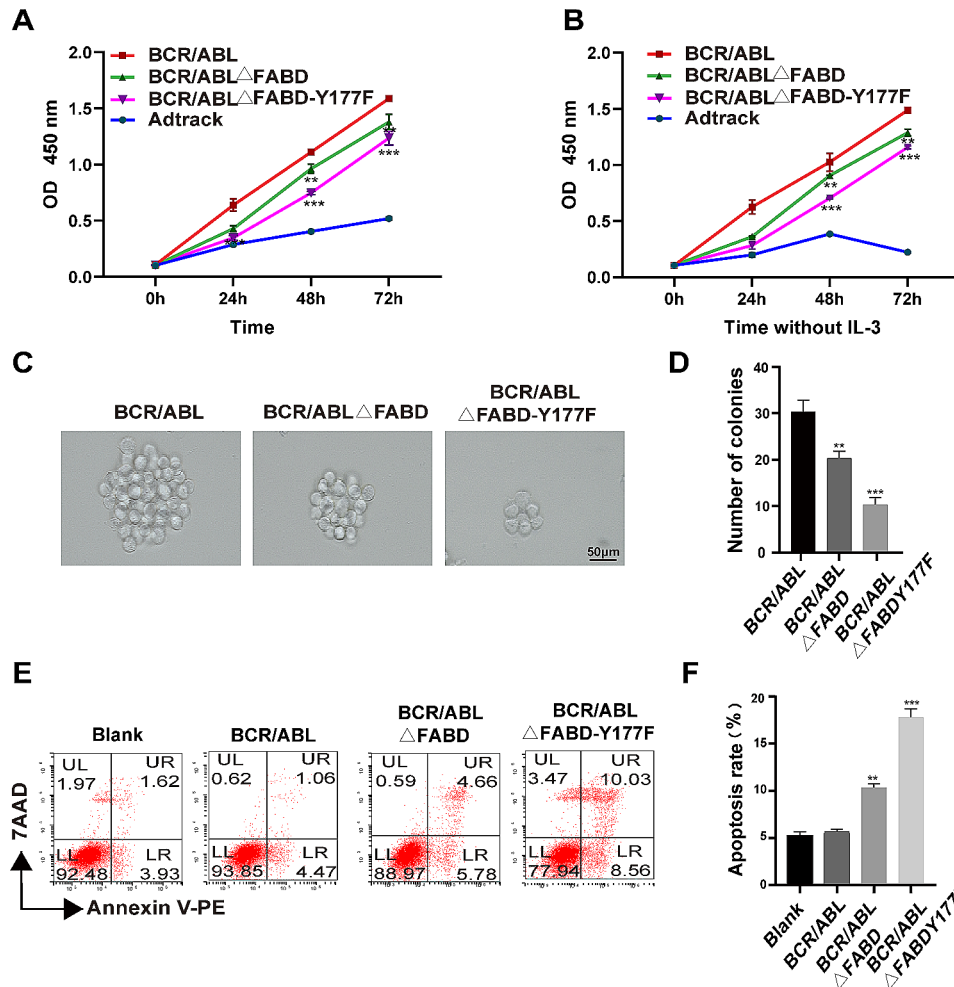 A
BCR/ABL
BCR/ABL△FABD
BCR/ABL△FABD-Y177F
Adtrack
OD 450 nm
2.0
1.5
1.0
0.5
0.0
**
***
**
***
***
0h 24h 48h 72h
Time
B
BCR/ABL
BCR/ABL△FABD
BCR/ABL△FABD-Y177F
Adtrack
OD 450 nm
2.0
1.5
1.0
0.5
0.0
**
***
**
***
0h 24h 48h 72h
Time without IL-3
C
BCR/ABL
BCR/ABL△FABD
BCR/ABL
△FABD-Y177F
50μm
D
Number of colonies
40
30
20
10
0
**
***
BCR/ABL
BCR/ABL
△FABD
BCR/ABL
△FABDY177F
E
Blank
BCR/ABL
BCR/ABL
△FABD
BCR/ABL
△FABD-Y177F
7AAD
UL UR
1.97 1.62
LL LR
92.48 3.93
UL UR
0.62 1.06
LL LR
93.85 4.47
UL UR
0.59 4.66
LL LR
88.97 5.78
UL UR
3.47 10.03
LL LR
77.94 8.56
Annexin V-PE
F
Apoptosis rate (%)
20
15
10
5
0
**
***
Blank
BCR/ABL
BCR/ABL
△FABD
BCR/ABL
△FABDY177